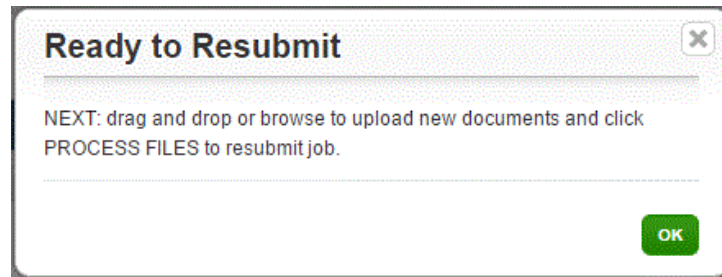 Ready to Resubmit
NEXT: drag and drop or browse to upload new documents and click
PROCESS FILES to resubmit job.
OK